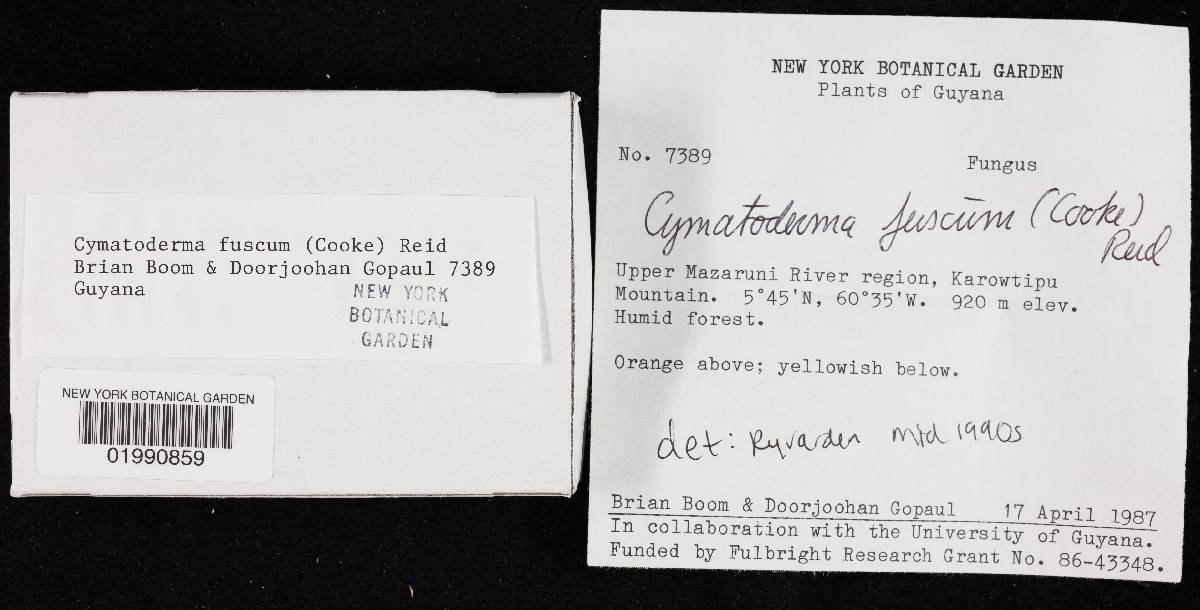 Cymatoderma fuscum (Cooke) Reid
Brian Boom & Doorjoohan Gopaul 7389
Guyana
NEW YORK
BOTANICAL
GARDEN
NEW YORK BOTANICAL GARDEN
01990859
NEW YORK BOTANICAL GARDEN
Plants of Guyana
No. 7389 Fungus
Cymatoderma fuscum (Cooke)
Reid
Upper Mazaruni River region, Karowtipu
Mountain. 5°45'N, 60°35'W. 920 m elev.
Humid forest.
Orange above; yellowish below.
det: Ryvarden mid 1990s
Brian Boom & Doorjoohan Gopaul 17 April 1987
In collaboration with the University of Guyana.
Funded by Fulbright Research Grant No. 86-43348.